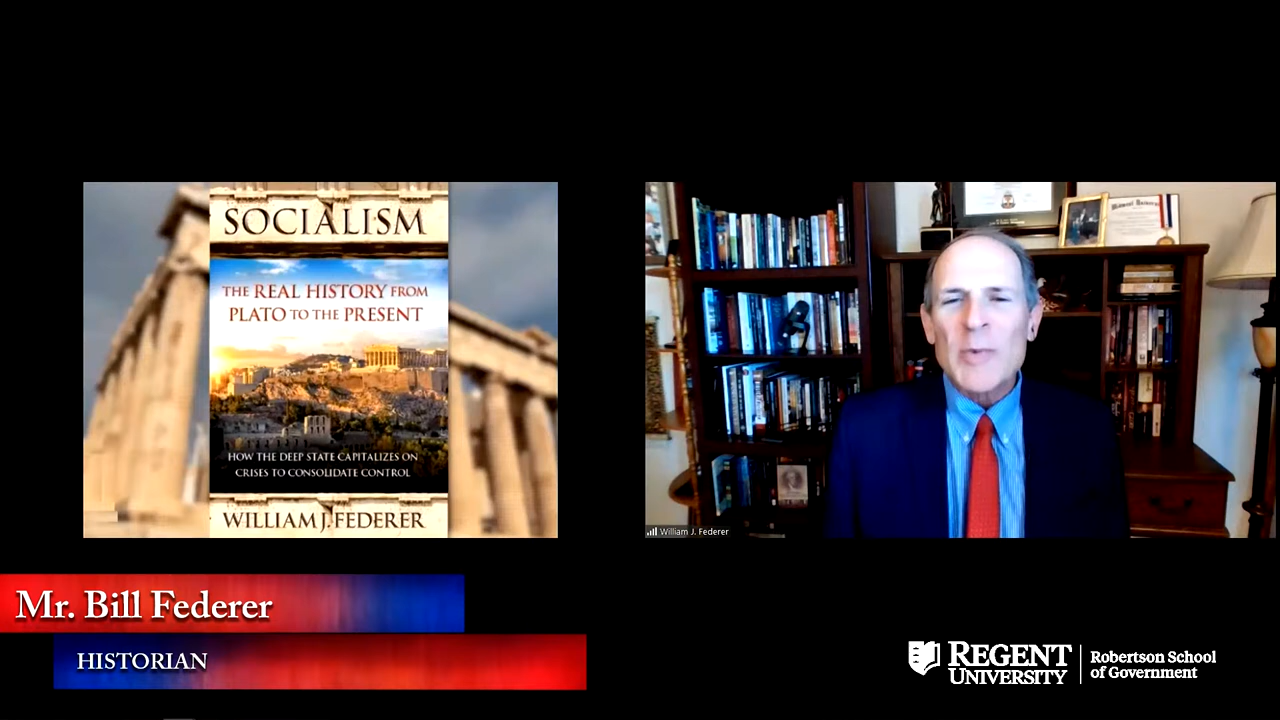 SOCIALISM
THE REAL HISTORY FROM
PLATO TO THE PRESENT
HOW THE DEEP STATE CAPITALIZES ON
CRISES TO CONSOLIDATE CONTROL
WILLIAM J. FEDERER
William J. Federer
Mr. Bill Federer
HISTORIAN
REGENT
UNIVERSITY
Robertson School
of Government